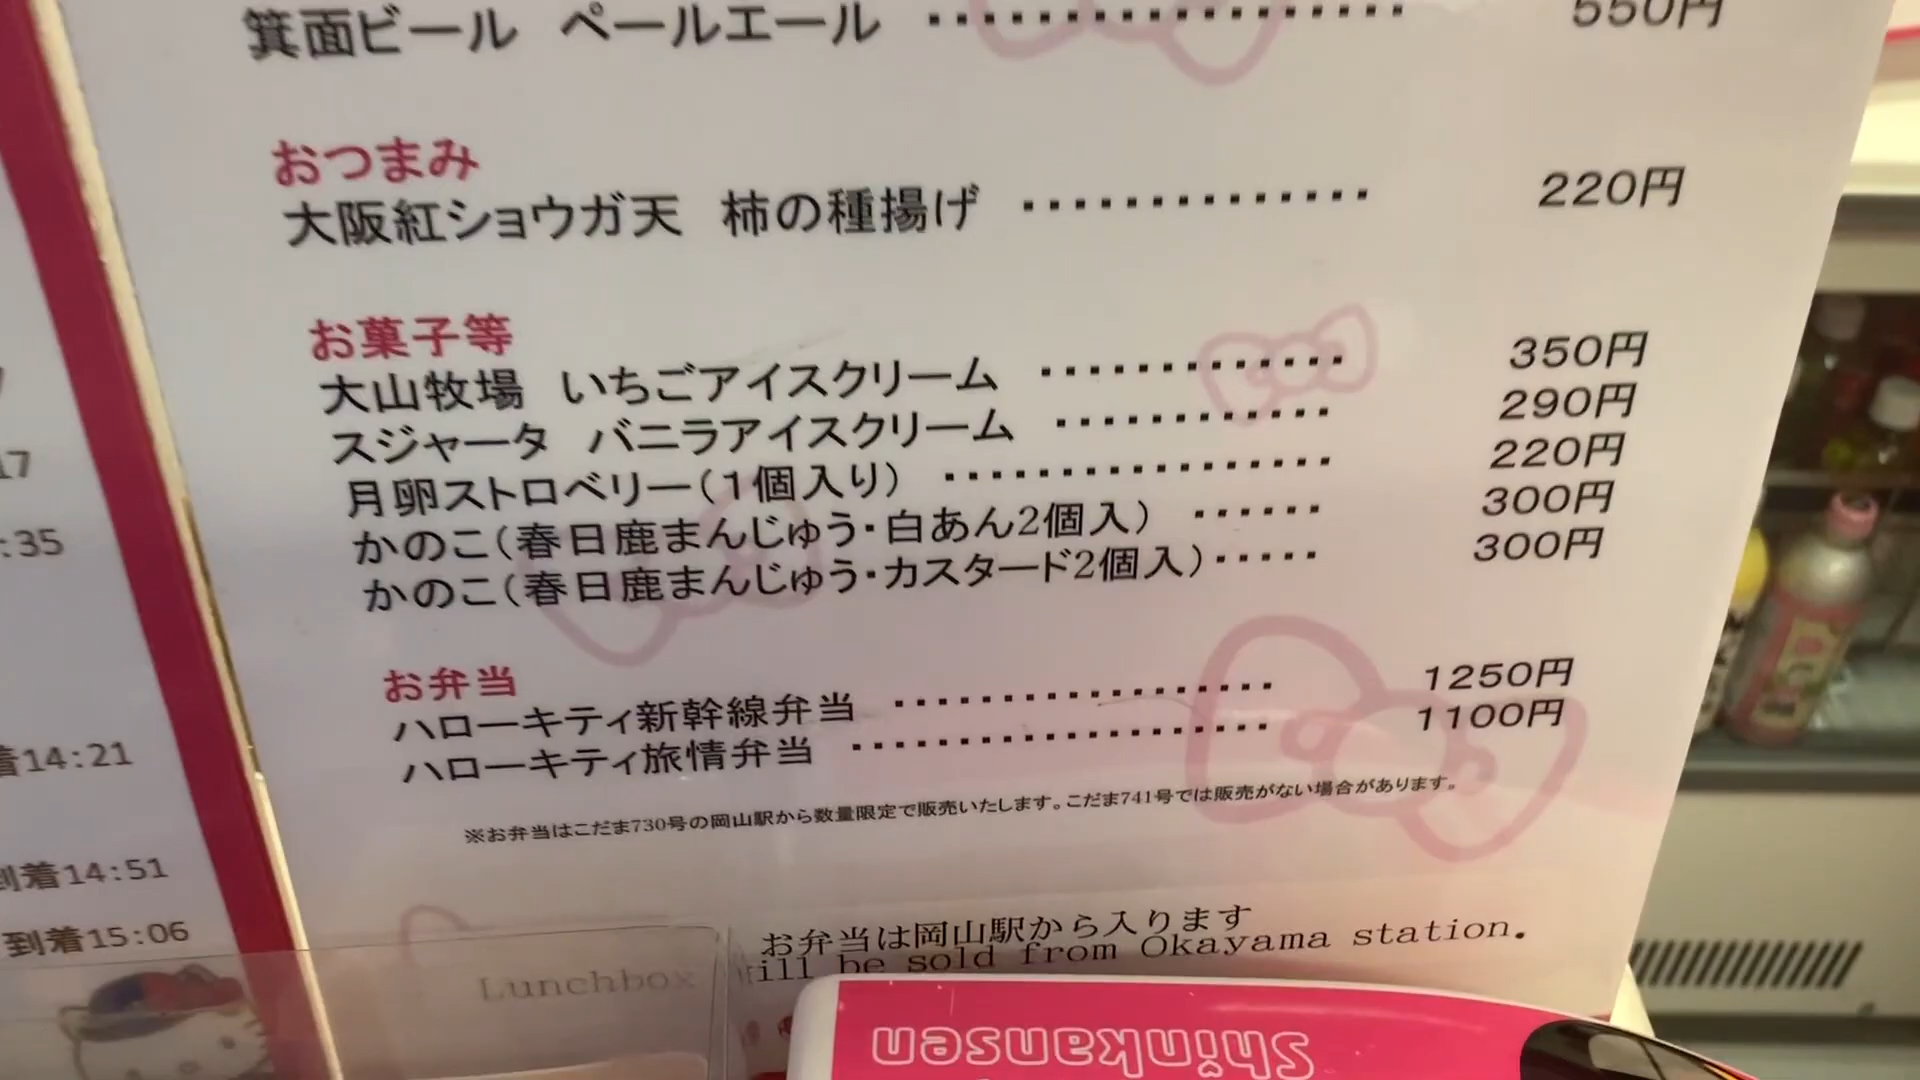 箕面ビール ペールエール ・・・・・・・・・・・・・・・・・・ 550円
おつまみ
大阪紅ショウガ天 柿の種揚げ ・・・・・・・・・・・・・・ 220円
お菓子等
大山牧場 いちごアイスクリーム ・・・・・・・・・・・・・ 350円
スジャータ バニラアイスクリーム ・・・・・・・・・・・・ 290円
月卵ストロベリー(1個入り) ・・・・・・・・・・・・・・・・・ 220円
かのこ(春日鹿まんじゅう・白あん2個入) ・・・・・・ 300円
かのこ(春日鹿まんじゅう・カスタード2個入)・・・・・ 300円
お弁当
ハローキティ新幹線弁当 ・・・・・・・・・・・・・・・・・・ 1250円
ハローキティ旅情弁当 ・・・・・・・・・・・・・・・・・・・・ 1100円
※お弁当はこだま730号の岡山駅から数量限定で販売いたします。こだま741号では販売がない場合があります。
お弁当は岡山駅から入ります
Lunchbox will be sold from Okayama station.
Shinkansen
17
:35
着14:21
到着14:51
到着15:06